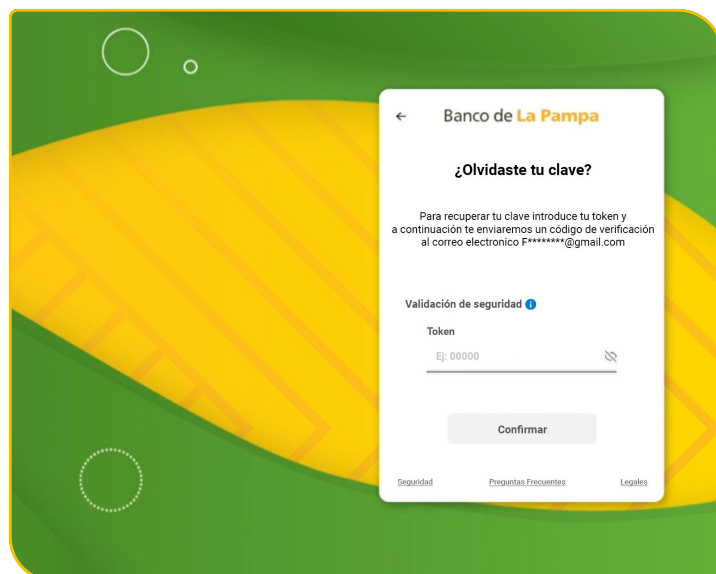 Banco de La Pampa
¿Olvidaste tu clave?
Para recuperar tu clave introduce tu token y
a continuación te enviaremos un código de verificación
al correo electronico F********@gmail.com
Validación de seguridad i
Token
Ej: 00000
Confirmar
Seguridad Preguntas Frecuentes Legales